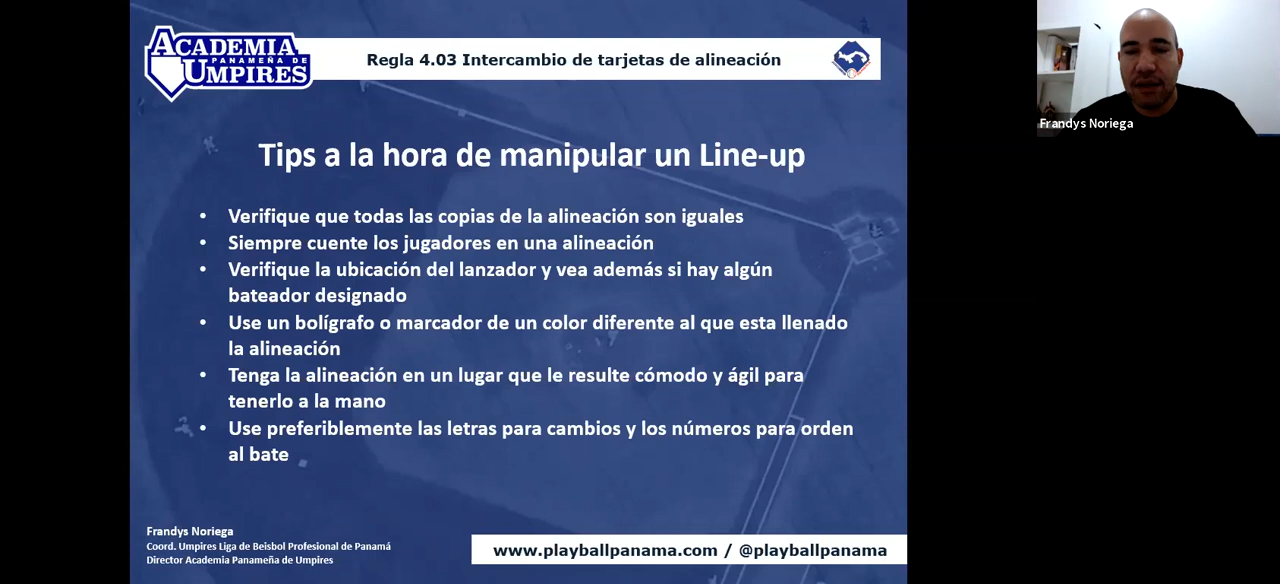 ACADEMIA
PANAMEÑA DE
UMPIRES
Regla 4.03 Intercambio de tarjetas de alineación
Frandys Noriega
Tips a la hora de manipular un Line-up
• Verifique que todas las copias de la alineación son iguales
• Siempre cuente los jugadores en una alineación
• Verifique la ubicación del lanzador y vea además si hay algún
bateador designado
• Use un bolígrafo o marcador de un color diferente al que esta llenado
la alineación
• Tenga la alineación en un lugar que le resulte cómodo y ágil para
tenerlo a la mano
• Use preferiblemente las letras para cambios y los números para orden
al bate
Frandys Noriega
Coord. Umpires Liga de Beisbol Profesional de Panamá
Director Academia Panameña de Umpires
www.playballpanama.com / @playballpanama